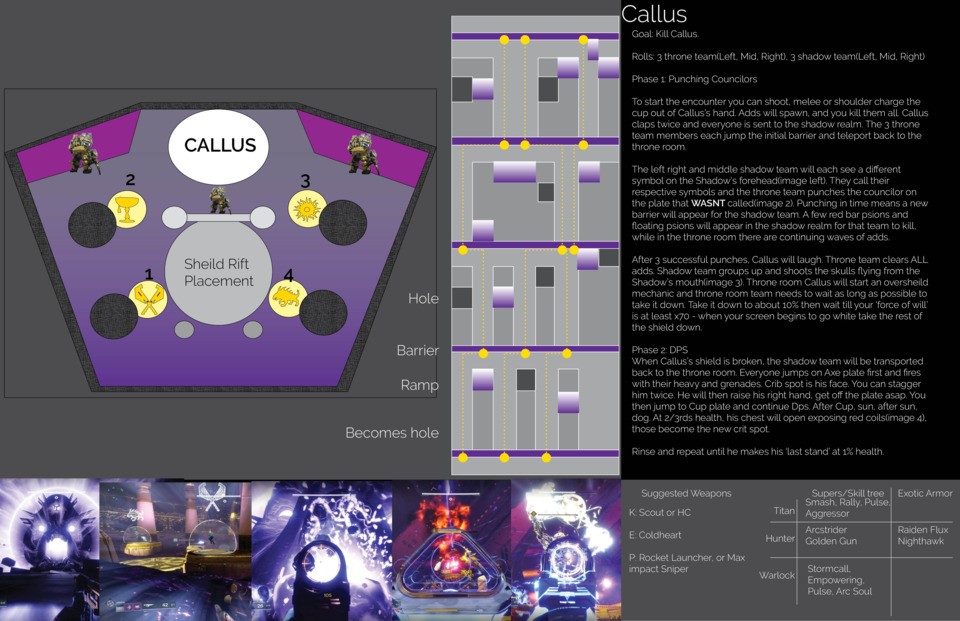 CALLUS
2
3
Sheild Rift
Placement
1
4
Hole
Barrier
Ramp
Becomes hole
Callus
Goal: Kill Callus.
Rolls: 3 throne team(Left, Mid, Right), 3 shadow team(Left, Mid, Right)
Phase 1: Punching Councilors
To start the encounter you can shoot, melee or shoulder charge the
cup out of Callus's hand. Adds will spawn, and you kill them all. Callus
claps twice and everyone is sent to the shadow realm. The 3 throne
team members each jump the initial barrier and teleport back to the
throne room.
The left right and middle shadow team will each see a different
symbol on the Shadow's forehead(image left). They call their
respective symbols and the throne team punches the councilor on
the plate that WASNT called(image 2). Punching in time means a new
barrier will appear for the shadow team. A few red bar psions and
floating psions will appear in the shadow realm for that team to kill,
while in the throne room there are continuing waves of adds.
After 3 successful punches, Callus will laugh. Throne team clears ALL
adds. Shadow team groups up and shoots the skulls flying from the
Shadow's mouth(image 3). Throne room Callus will start an oversheild
mechanic and throne room team needs to wait as long as possible to
take it down. Take it down to about 10% then wait till your 'force of will'
is at least x70 - when your screen begins to go white take the rest of
the shield down.
Phase 2: DPS
When Callus's shield is broken, the shadow team will be transported
back to the throne room. Everyone jumps on Axe plate first and fires
with their heavy and grenades. Crib spot is his face. You can stagger
him twice. He will then raise his right hand, get off the plate asap. You
then jump to Cup plate and continue Dps. After Cup, sun, after sun,
dog. At 2/3rds health, his chest will open exposing red coils(image 4),
those become the new crit spot.
Rinse and repeat until he makes his 'last stand' at 1% health.
Suggested Weapons
K: Scout or HC
E: Coldheart
P: Rocket Launcher, or Max
impact Sniper
Supers/Skill tree
Exotic Armor
Titan
Smash, Rally, Pulse,
Aggressor
Hunter
Arcstrider
Golden Gun
Raiden Flux
Nighthawk
Warlock
Stormcall,
Empowering,
Pulse, Arc Soul